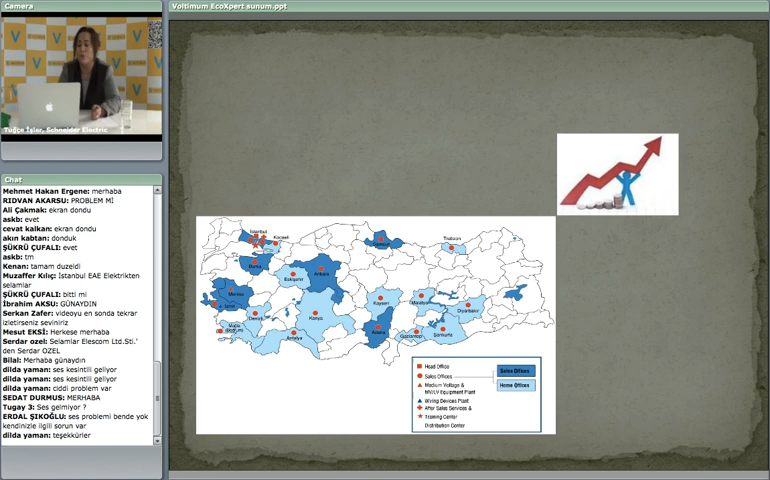 Camera
Voltimum EcoXpert sunum.ppt
Tuğçe İşler, Schneider Electric
Chat
Mehmet Hakan Ergene: merhaba
RIDVAN AKARSU: PROBLEM Mİ
Ali Çakmak: ekran dondu
askb: evet
cevat kalkan: ekran dondu
akın kabtan: donduk
ŞÜKRÜ ÇUFALI: evet
askb: tm
Kenan: tamam duzeldi
Muzaffer Kılıç: İstanbul EAE Elektrikten
selamlar
ŞÜKRÜ ÇUFALI: bitti mi
İbrahim AKSU: GÜNAYDIN
Serkan Zafer: videoyu en sonda tekrar
izletirseniz seviniriz
Mesut EKSİ: Herkese merhaba
Serdar ozel: Selamlar Elescom Ltd.Sti.'
den Serdar OZEL
Bilal: Merhaba günaydın
dilda yaman: ses kesintili geliyor
dilda yaman: ses kesintili geliyor
dilda yaman: ciddi problem var
SEDAT DURMUS: MERHABA
Tugay 3: Ses gelmiyor ?
ERDAL ŞIKOĞLU: ses problemi bende yok
kendinizle ilgili sorun var
dilda yaman: teşekkürler
İstanbul
Kocaeli
Samsun
Trabzon
Bursa
Ankara
Eskişehir
Manisa
İzmir
Denizli
Konya
Kayseri
Malatya
Diyarbakır
Muğla
Antalya
Adana
Gaziantep
Şanlıurfa
Head Office
Sales Offices
Medium Voltage &
MV/LV Equipment Plant
Wiring Devices Plant
After Sales Services &
Training Center
Distribution Center
Sales Offices
Home Offices